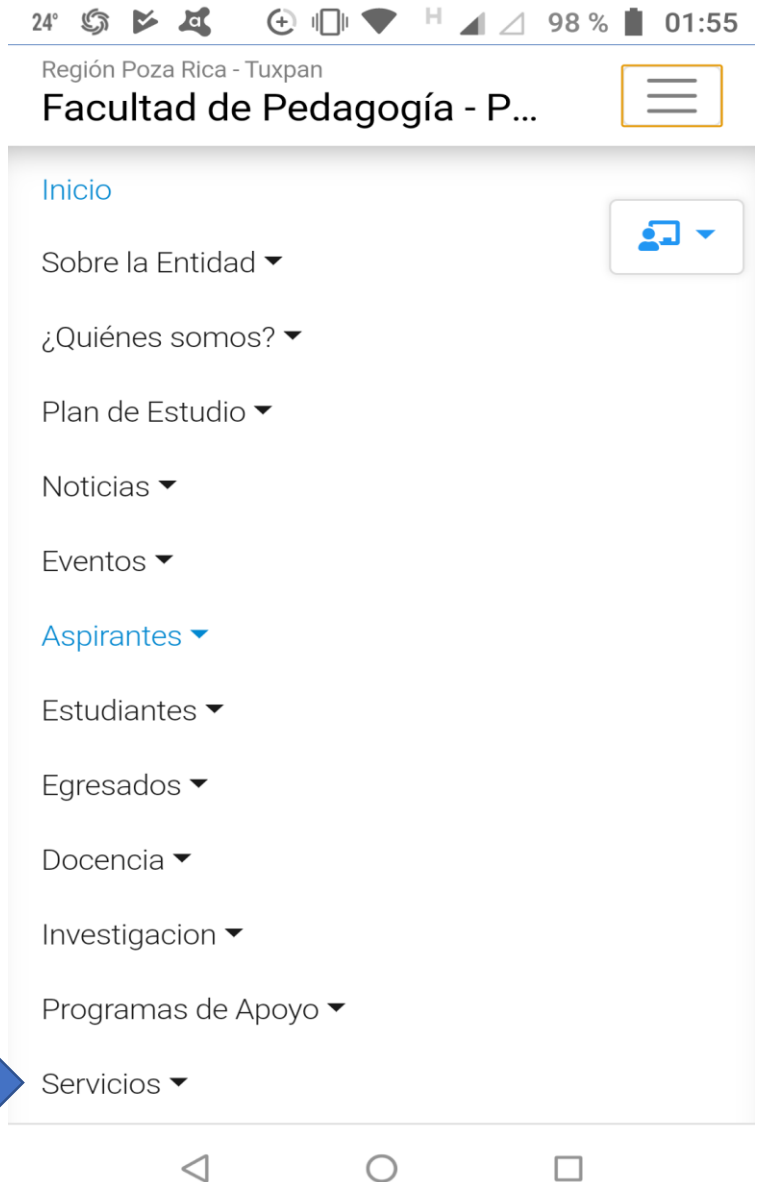 24° H 98 % 01:55
Región Poza Rica - Tuxpan
Facultad de Pedagogía - P...
Inicio
Sobre la Entidad
¿Quiénes somos?
Plan de Estudio
Noticias
Eventos
Aspirantes
Estudiantes
Egresados
Docencia
Investigacion
Programas de Apoyo
Servicios